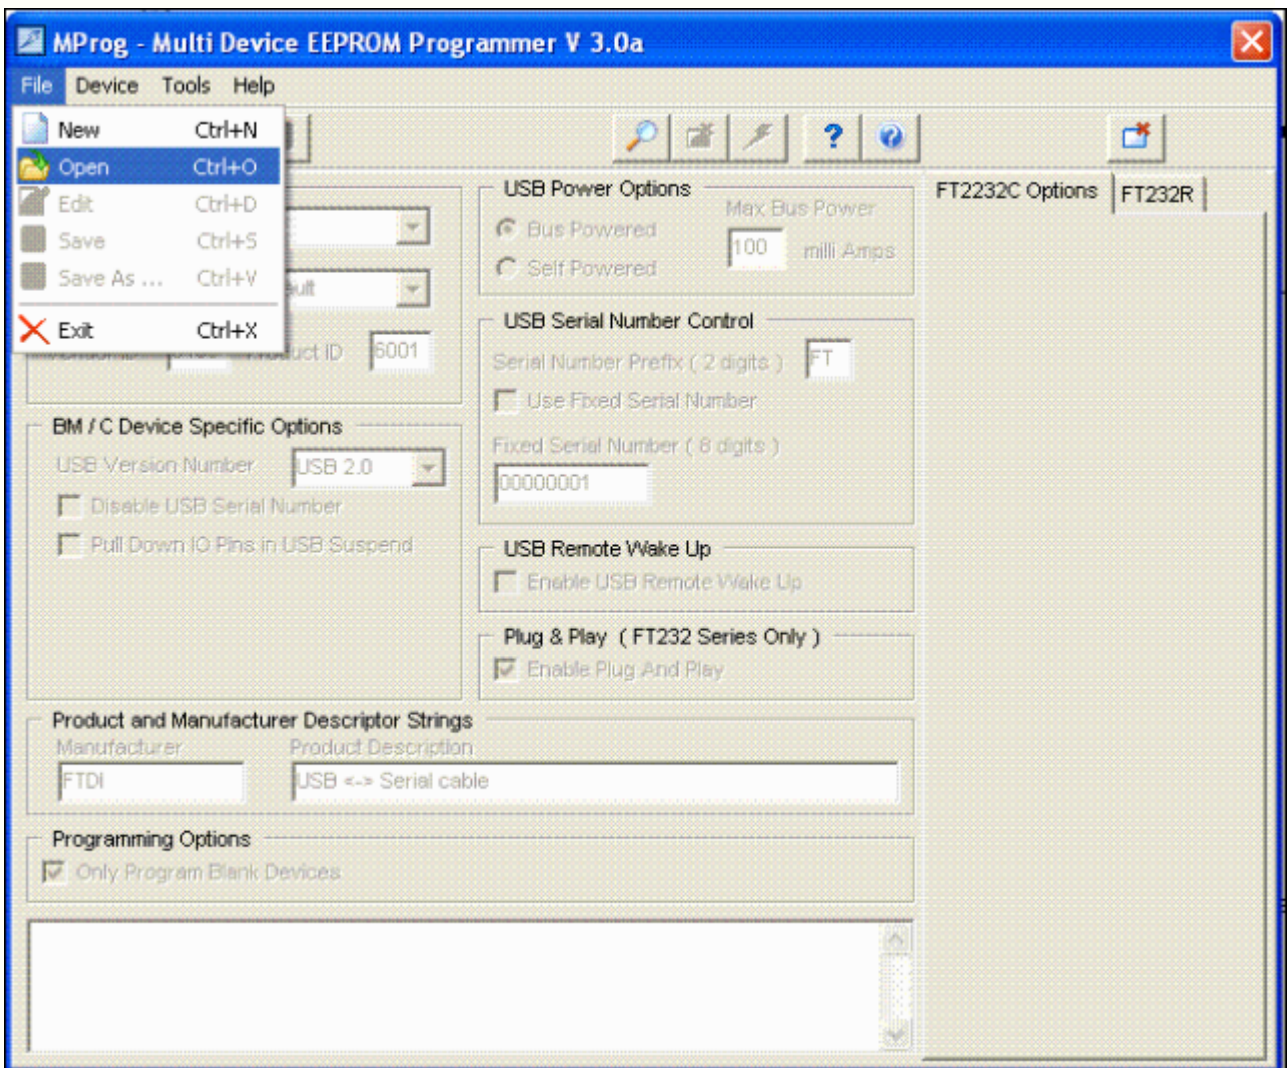 MProg - Multi Device EEPROM Programmer V 3.0a
File Device Tools Help
New Ctrl+N
Open Ctrl+O
Edit Ctrl+D
Save Ctrl+S
Save As ... Ctrl+V
Exit Ctrl+X
6001
BM / C Device Specific Options
USB Version Number USB 2.0
Disable USB Serial Number
Pull Down IO Pins in USB Suspend
USB Power Options
Bus Powered
Self Powered
Max Bus Power
100 milli Amps
USB Serial Number Control
Serial Number Prefix ( 2 digits ) FT
Use Fixed Serial Number
Fixed Serial Number ( 8 digits )
00000001
USB Remote Wake Up
Enable USB Remote Wake Up
Plug & Play ( FT232 Series Only )
Enable Plug And Play
Product and Manufacturer Descriptor Strings
Manufacturer Product Description
FTDI USB <-> Serial cable
Programming Options
Only Program Blank Devices
FT2232C Options FT232R